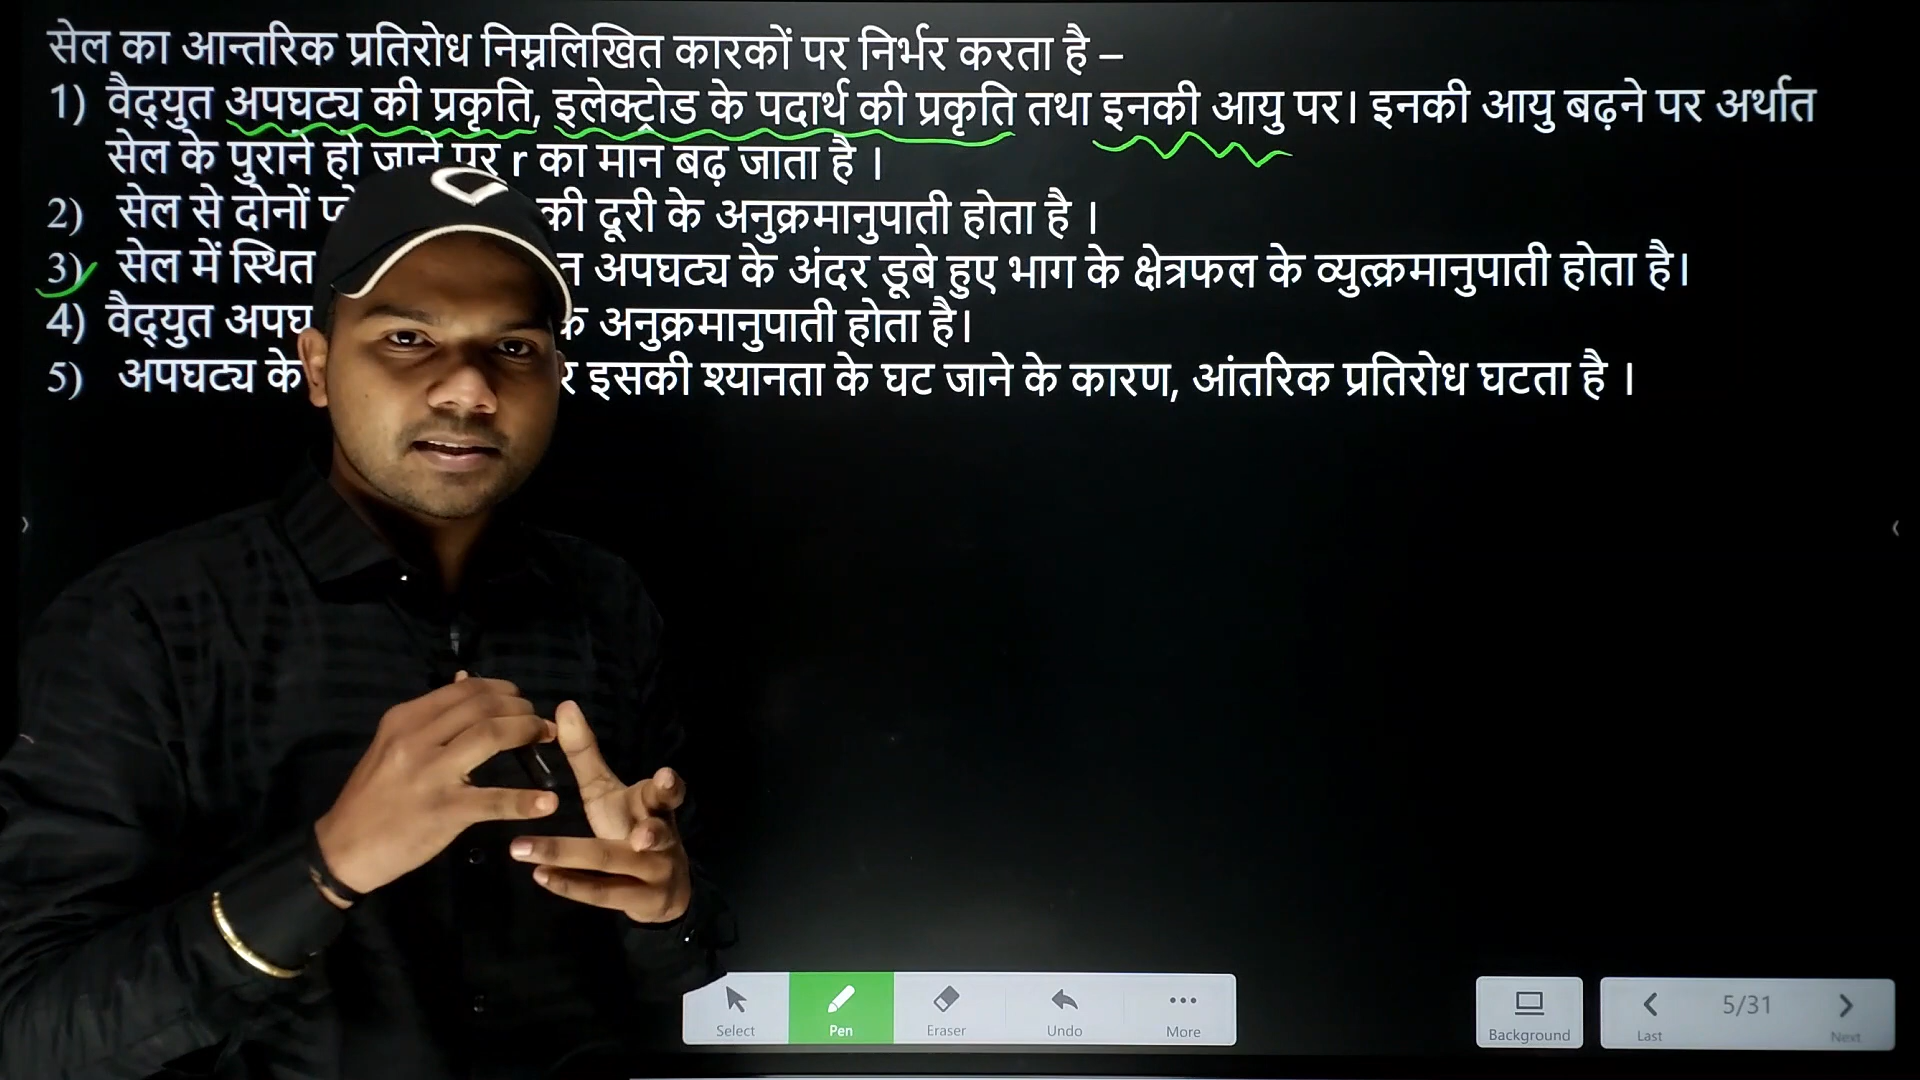 सेल का आन्तरिक प्रतिरोध निम्नलिखित कारकों पर निर्भर करता है –
1) वैद्युत अपघट्य की प्रकृति, इलेक्ट्रोड के पदार्थ की प्रकृति तथा इनकी आयु पर। इनकी आयु बढ़ने पर अर्थात
सेल के पुराने हो जाने पर r का मान बढ़ जाता है ।
2) सेल से दोनों की दूरी के अनुक्रमानुपाती होता है ।
3) सेल में स्थित अपघट्य के अंदर डूबे हुए भाग के क्षेत्रफल के व्युत्क्रमानुपाती होता है।
4) वैद्युत अनुक्रमानुपाती होता है।
5) अपघट्य के इसकी श्यानता के घट जाने के कारण, आंतरिक प्रतिरोध घटता है ।
Select Pen Eraser Undo More Background Last 5/31 Next